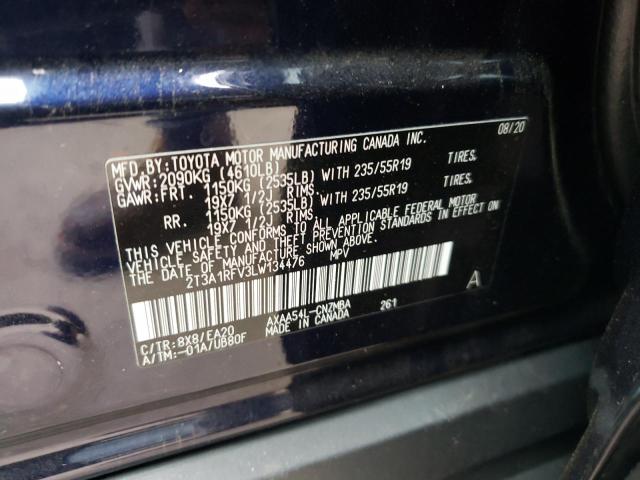 MFD.BY:TOYOTA MOTOR MANUFACTURING CANADA INC. 08/20
GVWR:2090KG (4610LB)
GAWR:FRT. 1150KG (2535LB) WITH 235/55R19 TIRES.
19X7 1/2J RIMS.
RR. 1150KG (2535LB) WITH 235/55R19 TIRES.
19X7 1/2J RIMS.
THIS VEHICLE CONFORMS TO ALL APPLICABLE FEDERAL MOTOR
VEHICLE SAFETY AND THEFT PREVENTION STANDARDS IN EFFECT ON
THE DATE OF MANUFACTURE SHOWN ABOVE.
2T3A1RFV3LW134476 MPV
A
C/TR:8X8/EA20 AXAA54L-CNZMBA 261
A/TM:-01A/U680F MADE IN CANADA